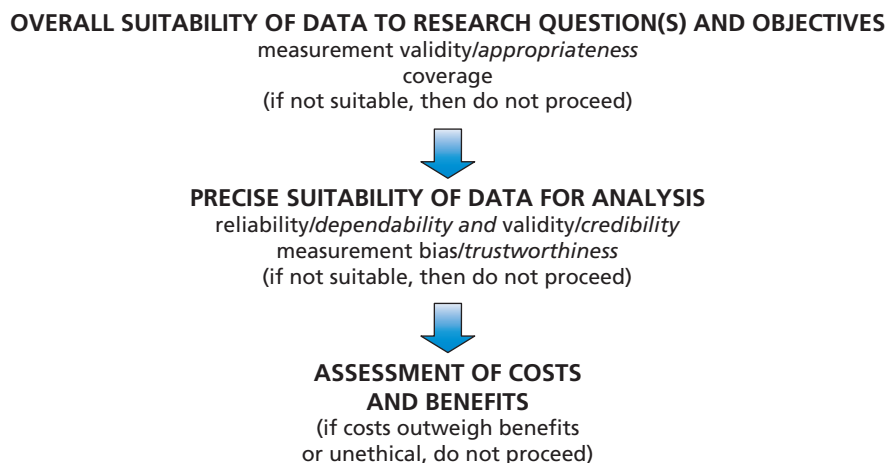 OVERALL SUITABILITY OF DATA TO RESEARCH QUESTION(S) AND OBJECTIVES
measurement validity/appropriateness
coverage
(if not suitable, then do not proceed)
PRECISE SUITABILITY OF DATA FOR ANALYSIS
reliability/dependability and validity/credibility
measurement bias/trustworthiness
(if not suitable, then do not proceed)
ASSESSMENT OF COSTS
AND BENEFITS
(if costs outweigh benefits
or unethical, do not proceed)